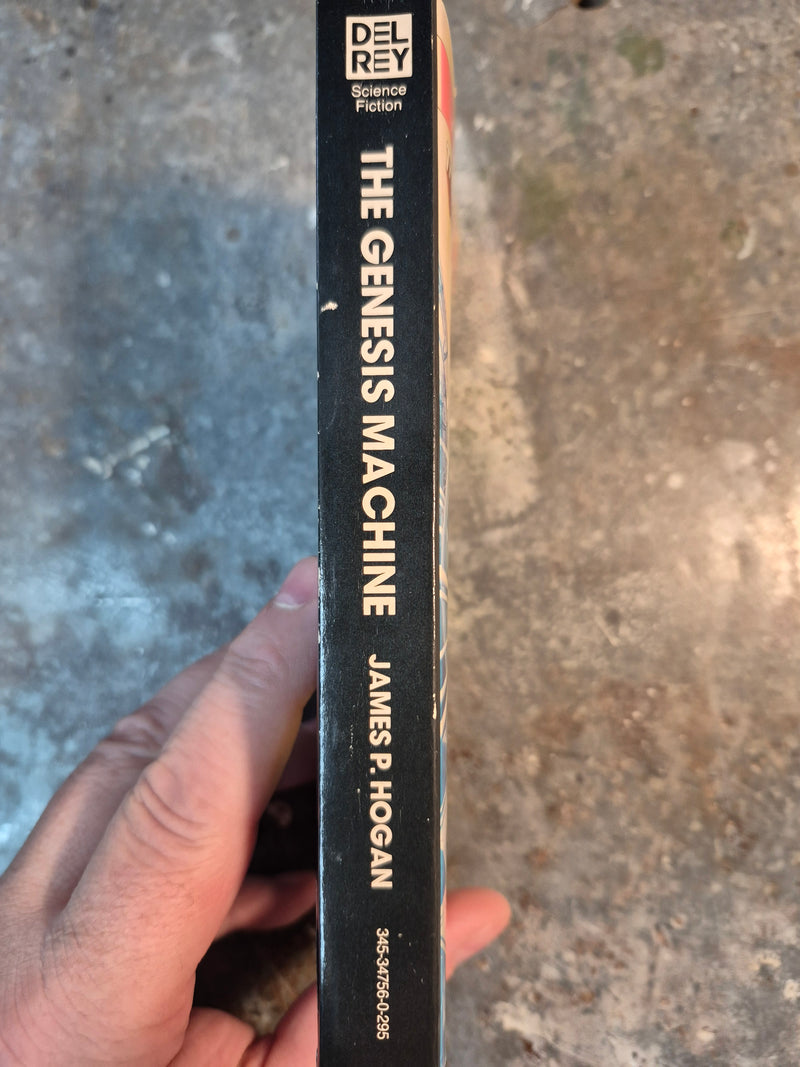 DEL
REY
Science
Fiction
THE GENESIS MACHINE
JAMES P. HOGAN
345-34756-0-295